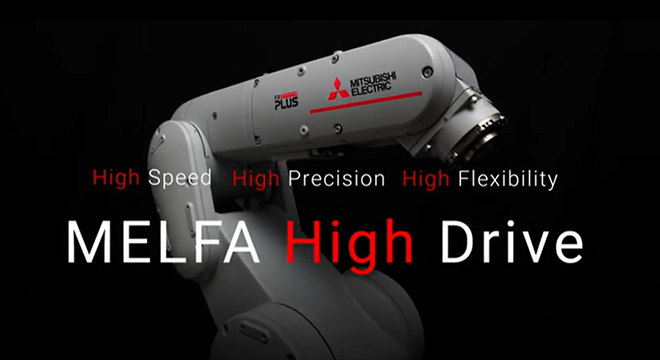 MITSUBISHI
ELECTRIC
PLUS
High Speed High Precision High Flexibility
MELFA High Drive